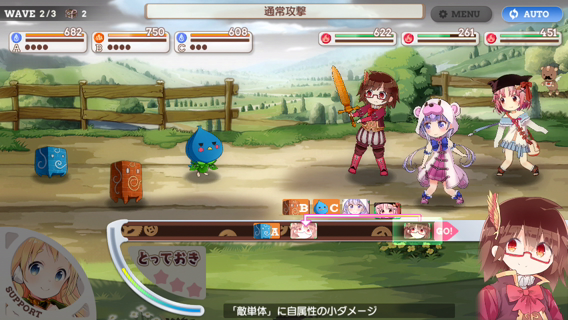 WAVE 2/3 2
通常攻撃
MENU
AUTO
682
750
608
622
261
451
A
B
C
B C
A
GO!
とっておき
SUPPORT
「敵単体」に自属性の小ダメージ